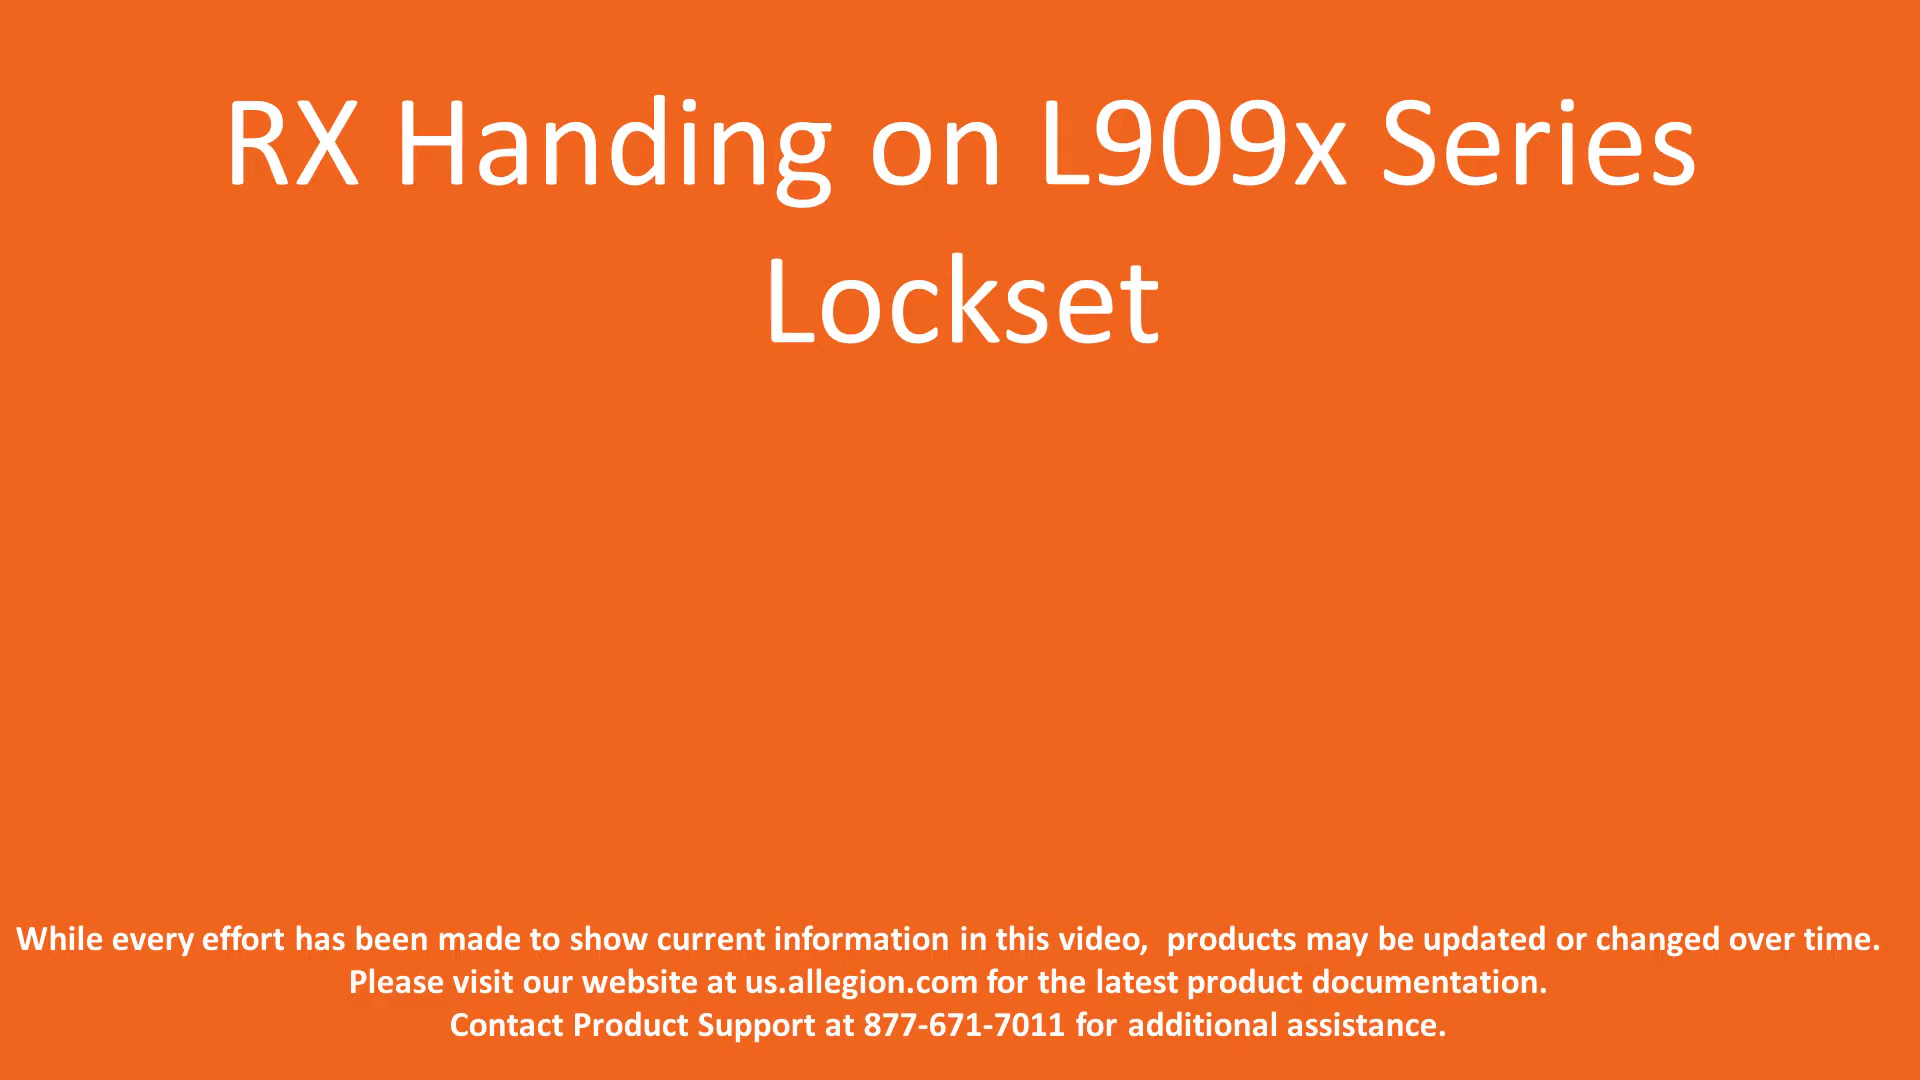 RX Handing on L909x Series
Lockset
While every effort has been made to show current information in this video, products may be updated or changed over time.
Please visit our website at us.allegion.com for the latest product documentation.
Contact Product Support at 877-671-7011 for additional assistance.